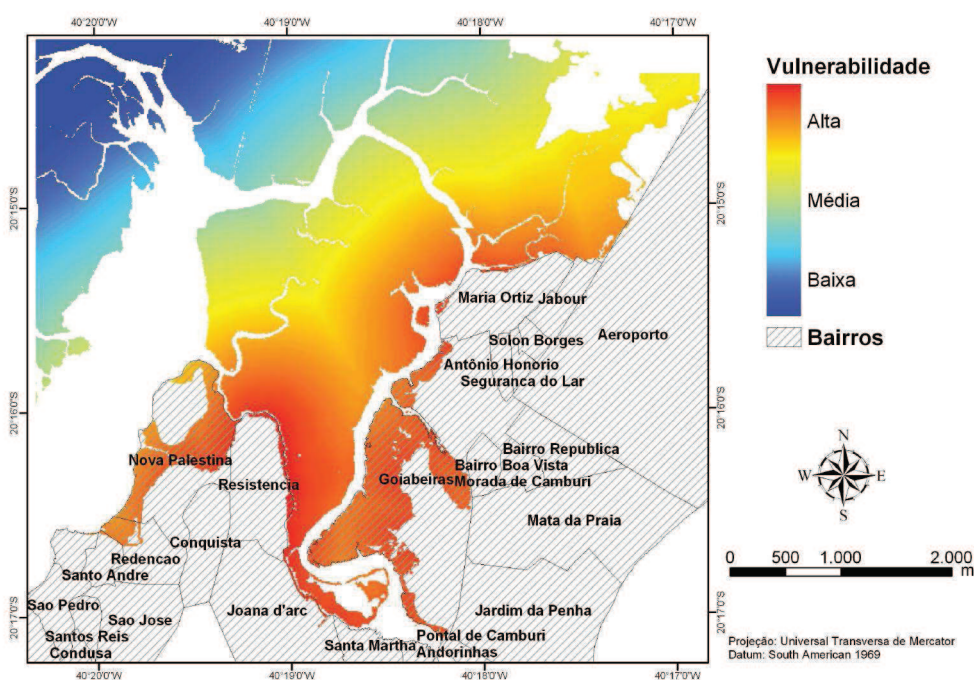 40°20'0"W 40°19'0"W 40°18'0"W 40°17'0"W
20°15'0"S 20°15'0"S
20°16'0"S 20°16'0"S
20°17'0"S 20°17'0"S
Maria Ortiz Jabour
Solon Borges
Aeroporto
Antônio Honorio
Seguranca do Lar
Bairro Republica
Nova Palestina
Bairro Boa Vista
Resistencia
Goiabeiras
Morada de Camburi
Mata da Praia
Conquista
Redencao
Santo Andre
Sao Pedro
Joana d'arc
Jardim da Penha
Sao Jose
Santos Reis
Pontal de Camburi
Santa Martha
Condusa
Andorinhas
40°20'0"W 40°19'0"W 40°18'0"W 40°17'0"W
Vulnerabilidade
Alta
Média
Baixa
Bairros
N
W E
S
0 500 1.000 2.000
m
Projeção: Universal Transversa de Mercator
Datum: South American 1969